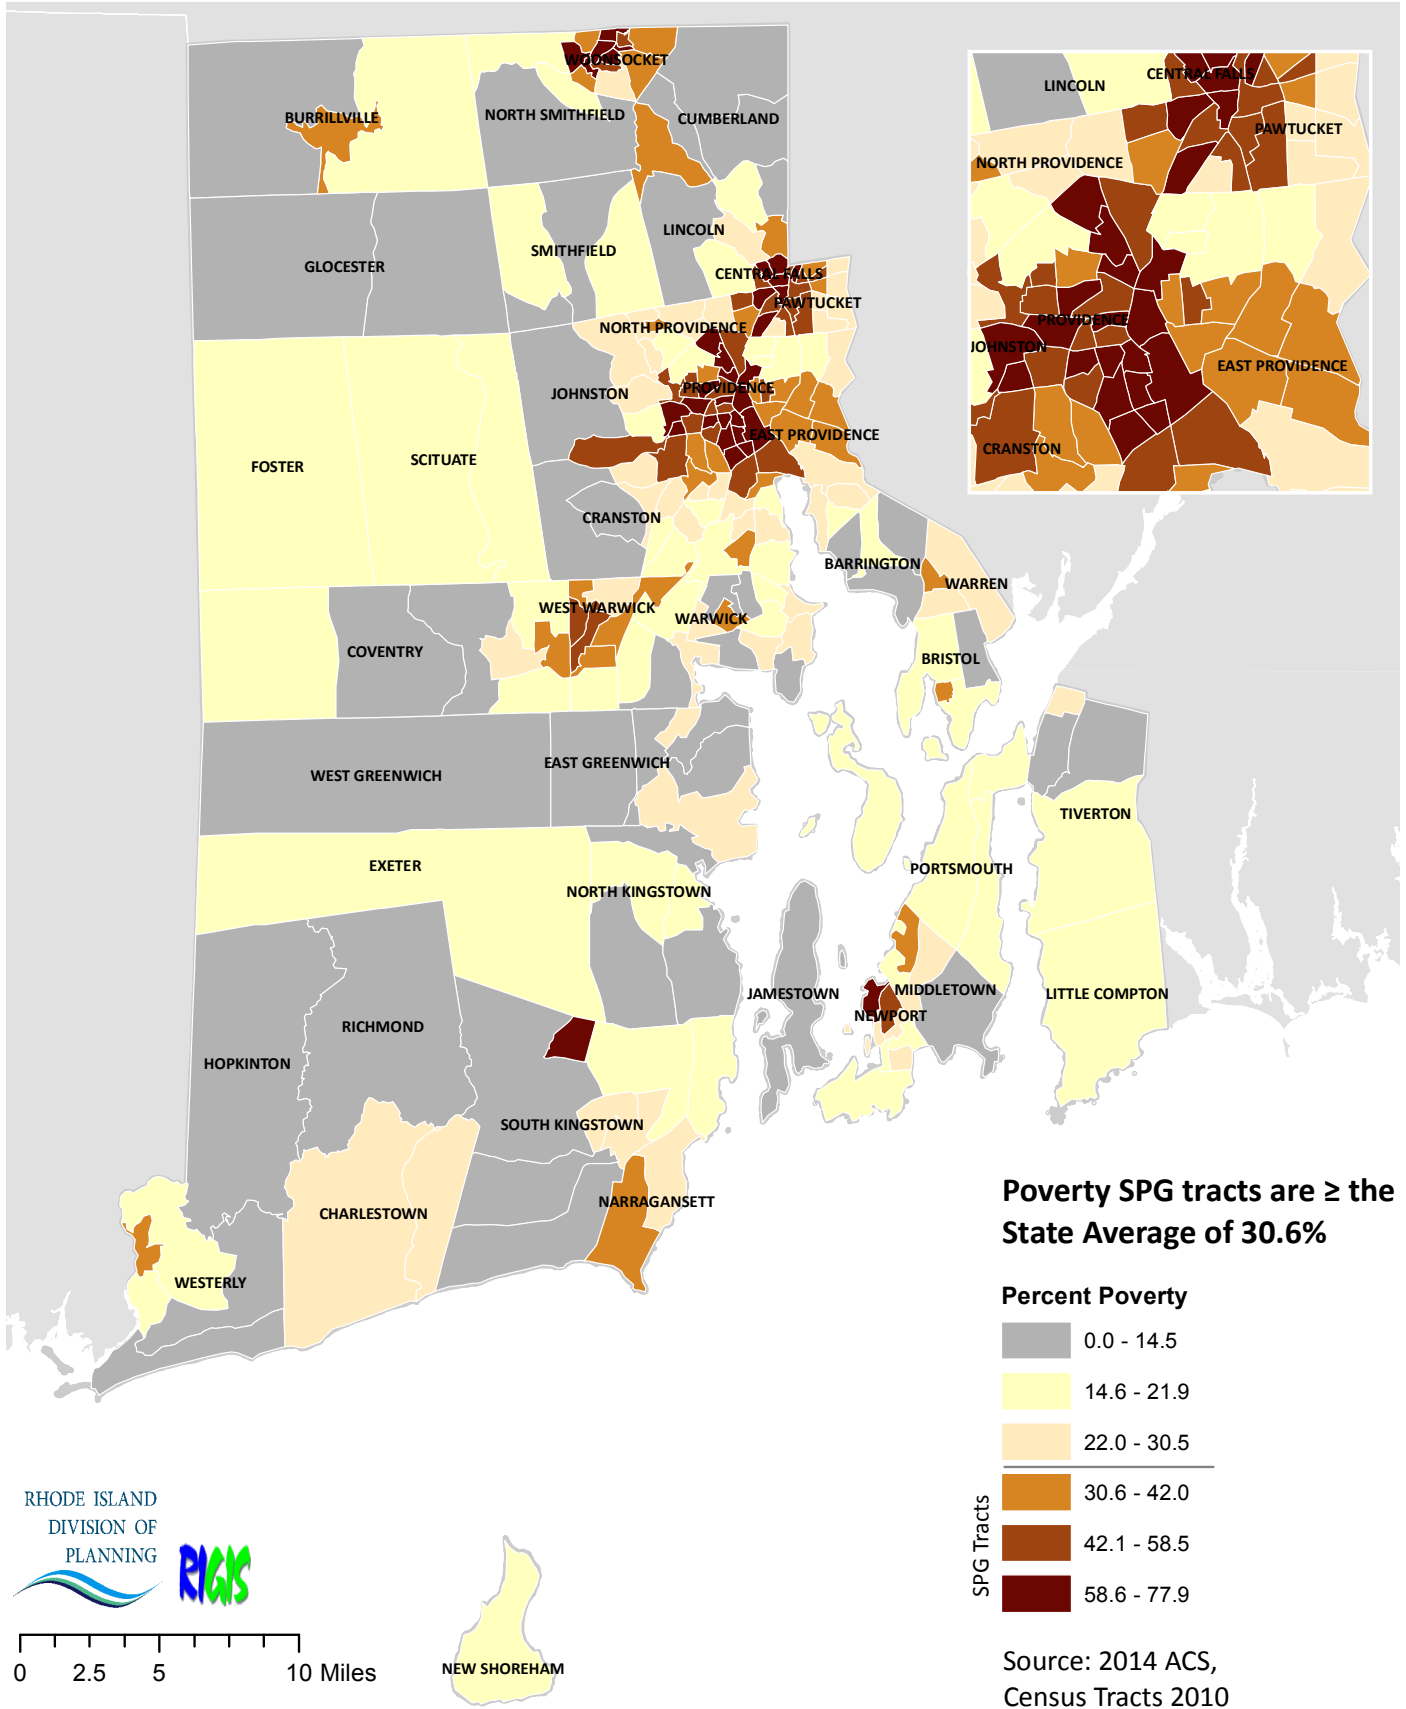 WOONSOCKET
BURRILLVILLE
NORTH SMITHFIELD
CUMBERLAND
LINCOLN
SMITHFIELD
GLOCESTER
CENTRAL FALLS
PAWTUCKET
NORTH PROVIDENCE
PROVIDENCE
JOHNSTON
EAST PROVIDENCE
SCITUATE
FOSTER
CRANSTON
BARRINGTON
WARREN
WEST WARWICK
WARWICK
COVENTRY
BRISTOL
EAST GREENWICH
WEST GREENWICH
TIVERTON
EXETER
PORTSMOUTH
NORTH KINGSTOWN
JAMESTOWN
MIDDLETOWN
LITTLE COMPTON
NEWPORT
RICHMOND
HOPKINTON
SOUTH KINGSTOWN
NARRAGANSETT
CHARLESTOWN
WESTERLY
NEW SHOREHAM
CENTRAL FALLS
LINCOLN
PAWTUCKET
NORTH PROVIDENCE
PROVIDENCE
JOHNSTON
EAST PROVIDENCE
CRANSTON
Poverty SPG tracts are ≥ the
State Average of 30.6%
Percent Poverty
0.0 - 14.5
14.6 - 21.9
22.0 - 30.5
SPG Tracts
30.6 - 42.0
42.1 - 58.5
58.6 - 77.9
Source: 2014 ACS,
Census Tracts 2010
RHODE ISLAND
DIVISION OF
PLANNING
RIGIS
0 2.5 5 10 Miles